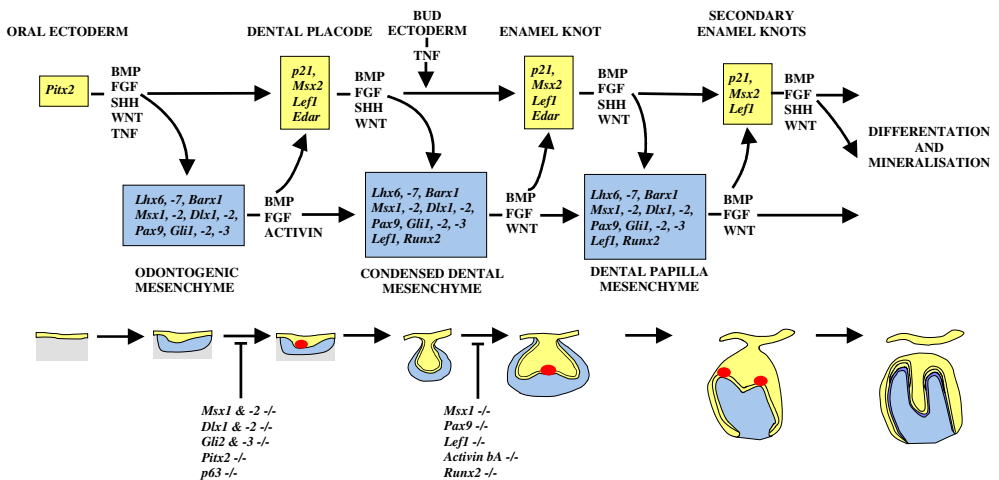 ORAL ECTODERM
DENTAL PLACODE
BUD
ECTODERM
ENAMEL KNOT
SECONDARY
ENAMEL KNOTS
TNF
Pitx2
BMP
FGF
SHH
WNT
TNF
p21,
Msx2
Lef1
Edar
BMP
FGF
SHH
WNT
p21,
Msx2
Lef1
Edar
BMP
FGF
SHH
WNT
p21,
Msx2
Lef1
BMP
FGF
SHH
WNT
DIFFERENTATION
AND
MINERALISATION
Lhx6, -7, Barx1
Msx1, -2, Dlx1, -2,
Pax9, Gli1, -2, -3
BMP
FGF
ACTIVIN
Lhx6, -7, Barx1
Msx1, -2, Dlx1, -2,
Pax9, Gli1, -2, -3
Lef1, Runx2
BMP
FGF
WNT
Lhx6, -7, Barx1
Msx1, -2, Dlx1, -2,
Pax9, Gli1, -2, -3
Lef1, Runx2
BMP
FGF
WNT
ODONTOGENIC
MESENCHYME
CONDENSED DENTAL
MESENCHYME
DENTAL PAPILLA
MESENCHYME
Msx1 & -2 -/-
Dlx1 & -2 -/-
Gli2 & -3 -/-
Pitx2 -/-
p63 -/-
Msx1 -/-
Pax9 -/-
Lef1 -/-
Activin bA -/-
Runx2 -/-